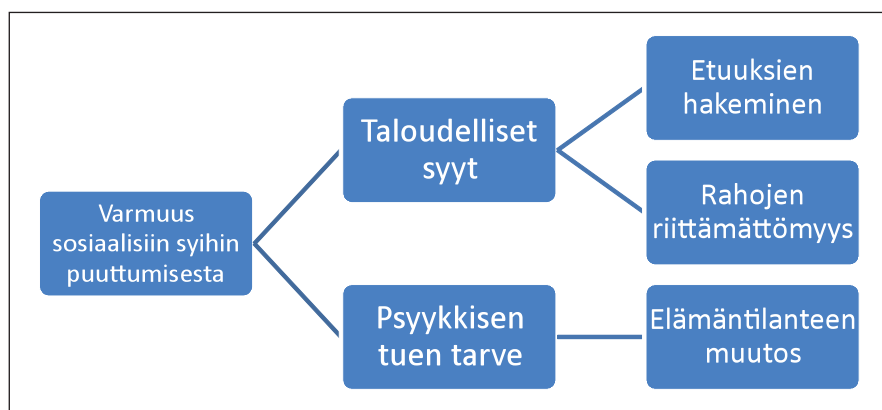 Varmuus
sosiaalisiin syihin
puuttumisesta
Taloudelliset
syyt
Etuuksien
hakeminen
Rahojen
riittämättömyys
Psyykkisen
tuen tarve
Elämäntilanteen
muutos